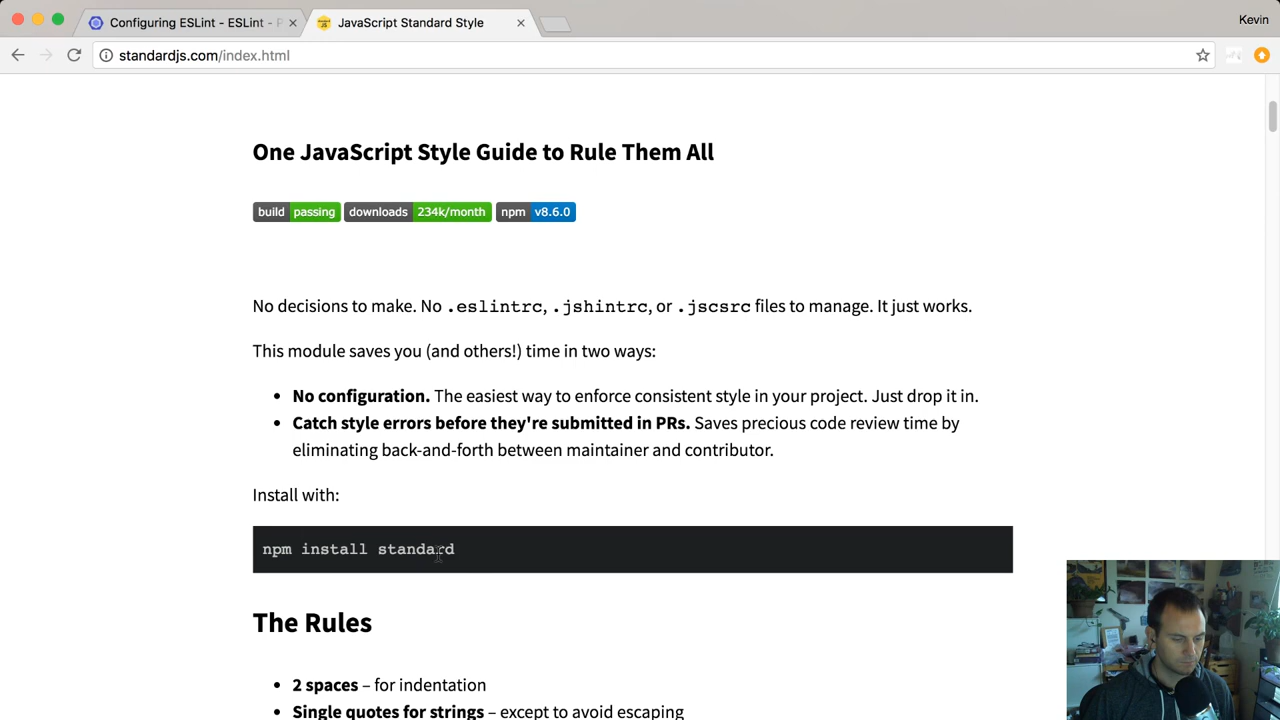 Configuring ESLint - ESLint - P
JavaScript Standard Style
Kevin
standardjs.com/index.html
One JavaScript Style Guide to Rule Them All
build passing downloads 234k/month npm v8.6.0
No decisions to make. No .eslintrc, .jshintrc, or .jscsrc files to manage. It just works.
This module saves you (and others!) time in two ways:
• No configuration. The easiest way to enforce consistent style in your project. Just drop it in.
• Catch style errors before they're submitted in PRs. Saves precious code review time by
eliminating back-and-forth between maintainer and contributor.
Install with:
npm install standard
The Rules
• 2 spaces – for indentation
• Single quotes for strings – except to avoid escaping